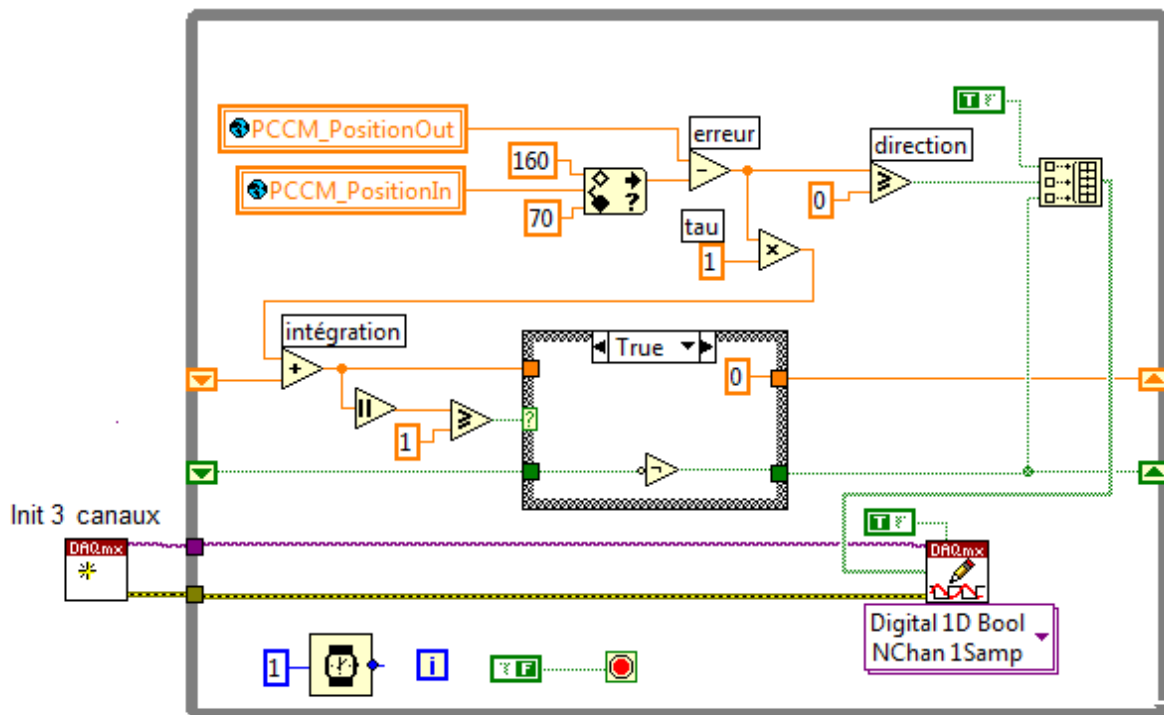 PCCM_PositionOut
erreur
T
160
direction
PCCM_PositionIn
70
0
tau
1
intégration
True
0
1
Init 3 canaux
T
DAQmx
DAQmx
Digital 1D Bool
NChan 1Samp
1
i
F